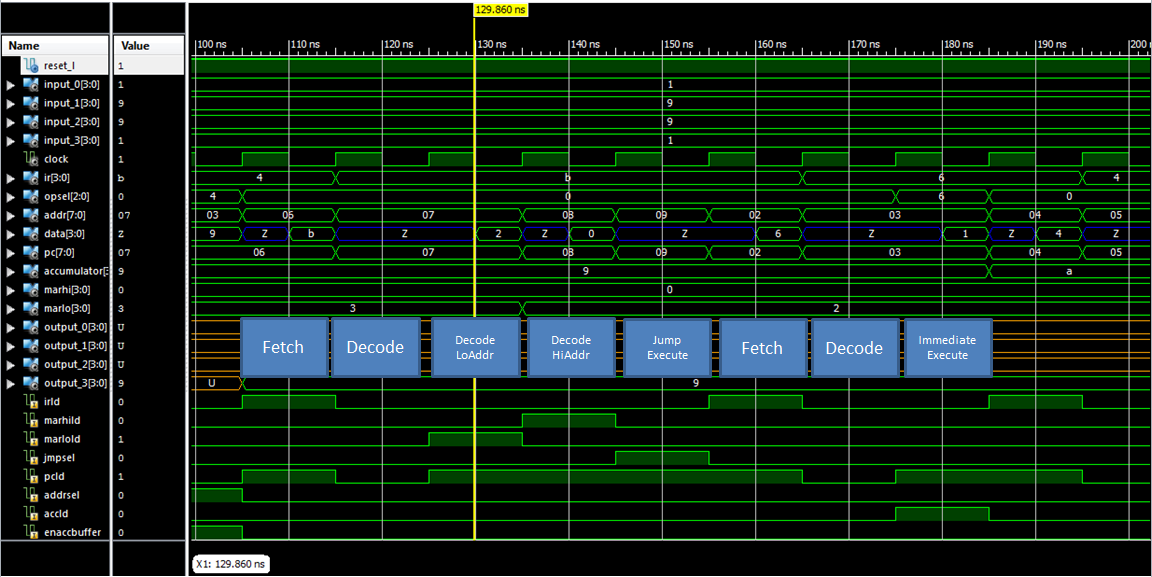 129.860 ns
Name Value 100 ns 110 ns 120 ns 130 ns 140 ns 150 ns 160 ns 170 ns 180 ns 190 ns 200
reset_l 1
input_0[3:0] 1 1
input_1[3:0] 9 9
input_2[3:0] 9 9
input_3[3:0] 1 1
clock 1
ir[3:0] b 4 b 6 4
opsel[2:0] 0 4 0 6 0
addr[7:0] 07 03 06 07 08 09 02 03 04 05
data[3:0] Z 9 Z b Z 2 Z 0 Z 6 Z 1 Z 4 Z
pc[7:0] 07 06 07 08 09 02 03 04 05
accumulator[3 9 9 a
marhi[3:0] 0 0
marlo[3:0] 3 3 2
output_0[3:0] U
output_1[3:0] U
output_2[3:0] U
output_3[3:0] 9 U 9
Fetch
Decode
Decode
LoAddr
Decode
HiAddr
Jump
Execute
Fetch
Decode
Immediate
Execute
irld 0
marhild 0
marlold 1
jmpsel 0
pcld 1
addrsel 0
accld 0
enaccbuffer 0
X1: 129.860 ns